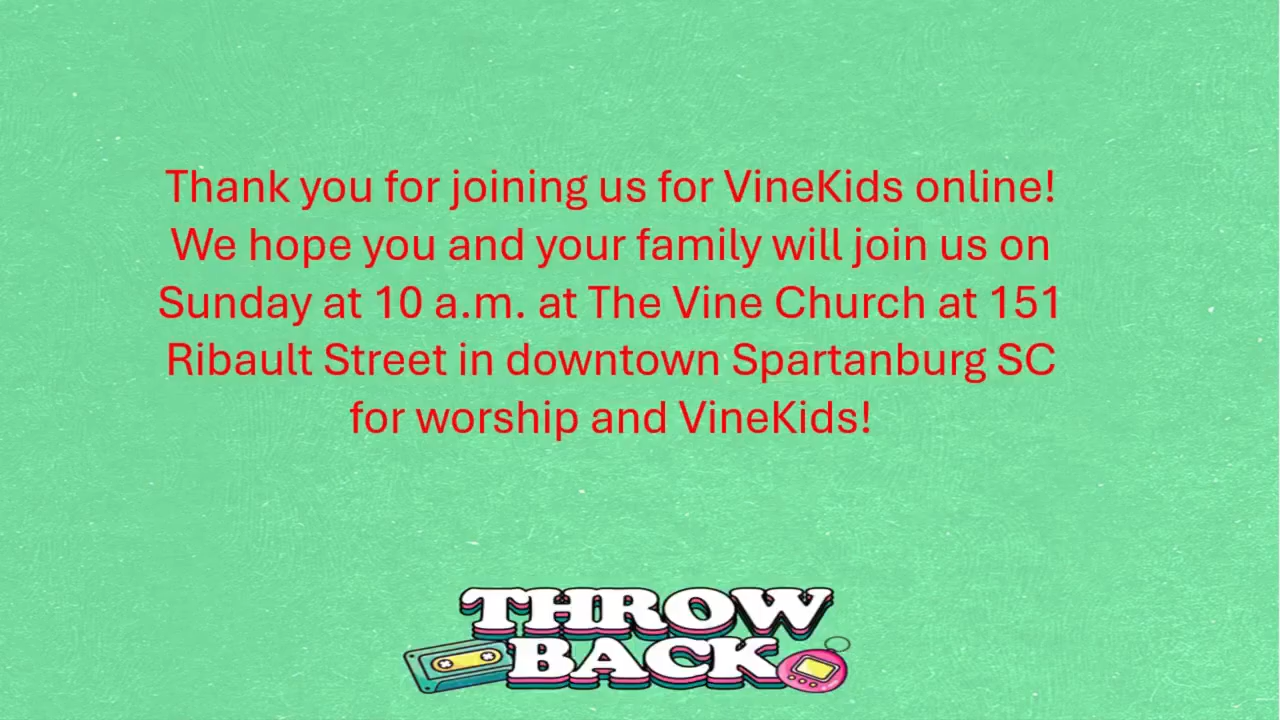 Thank you for joining us for VineKids online!
We hope you and your family will join us on
Sunday at 10 a.m. at The Vine Church at 151
Ribault Street in downtown Spartanburg SC
for worship and VineKids!
THROW
BACK